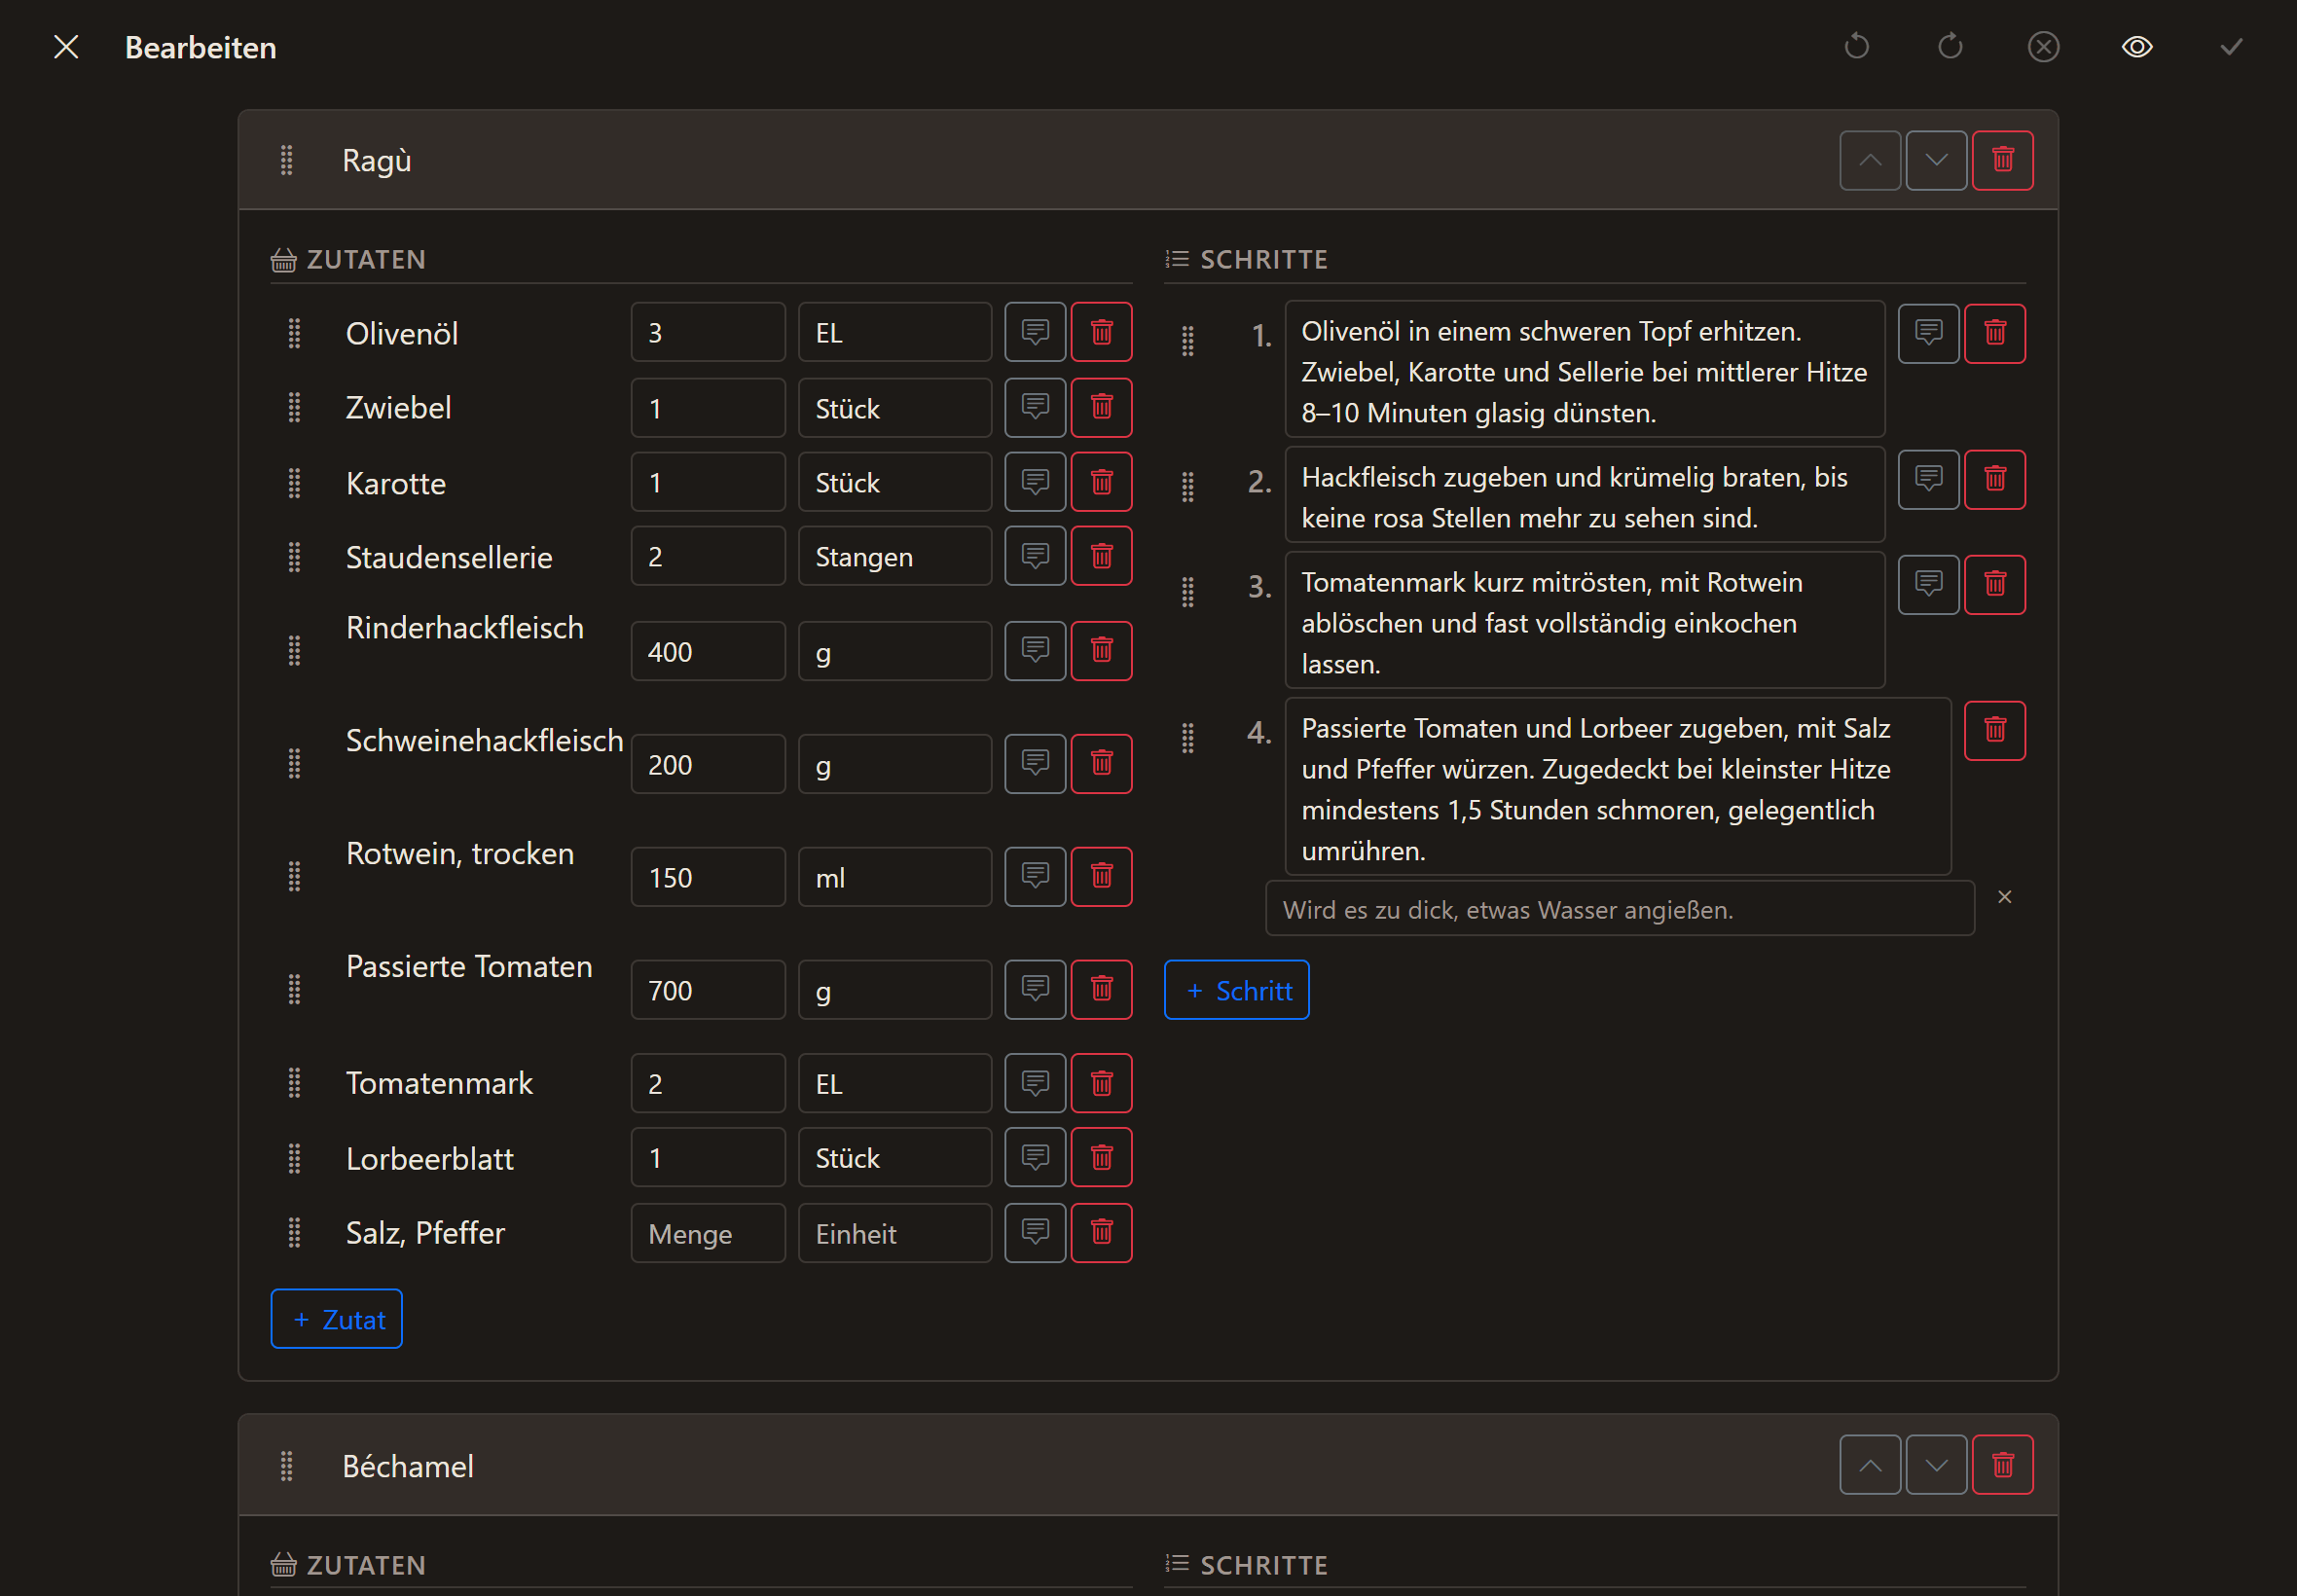 Bearbeiten
Ragù
ZUTATEN
Olivenöl 3 EL
Zwiebel 1 Stück
Karotte 1 Stück
Staudensellerie 2 Stangen
Rinderhackfleisch 400 g
Schweinehackfleisch 200 g
Rotwein, trocken 150 ml
Passierte Tomaten 700 g
Tomatenmark 2 EL
Lorbeerblatt 1 Stück
Salz, Pfeffer Menge Einheit
+ Zutat
SCHRITTE
1. Olivenöl in einem schweren Topf erhitzen.
Zwiebel, Karotte und Sellerie bei mittlerer Hitze
8–10 Minuten glasig dünsten.
2. Hackfleisch zugeben und krümelig braten, bis
keine rosa Stellen mehr zu sehen sind.
3. Tomatenmark kurz mitrösten, mit Rotwein
ablöschen und fast vollständig einkochen
lassen.
4. Passierte Tomaten und Lorbeer zugeben, mit Salz
und Pfeffer würzen. Zugedeckt bei kleinster Hitze
mindestens 1,5 Stunden schmoren, gelegentlich
umrühren.
Wird es zu dick, etwas Wasser angießen.
+ Schritt
Béchamel
ZUTATEN
SCHRITTE